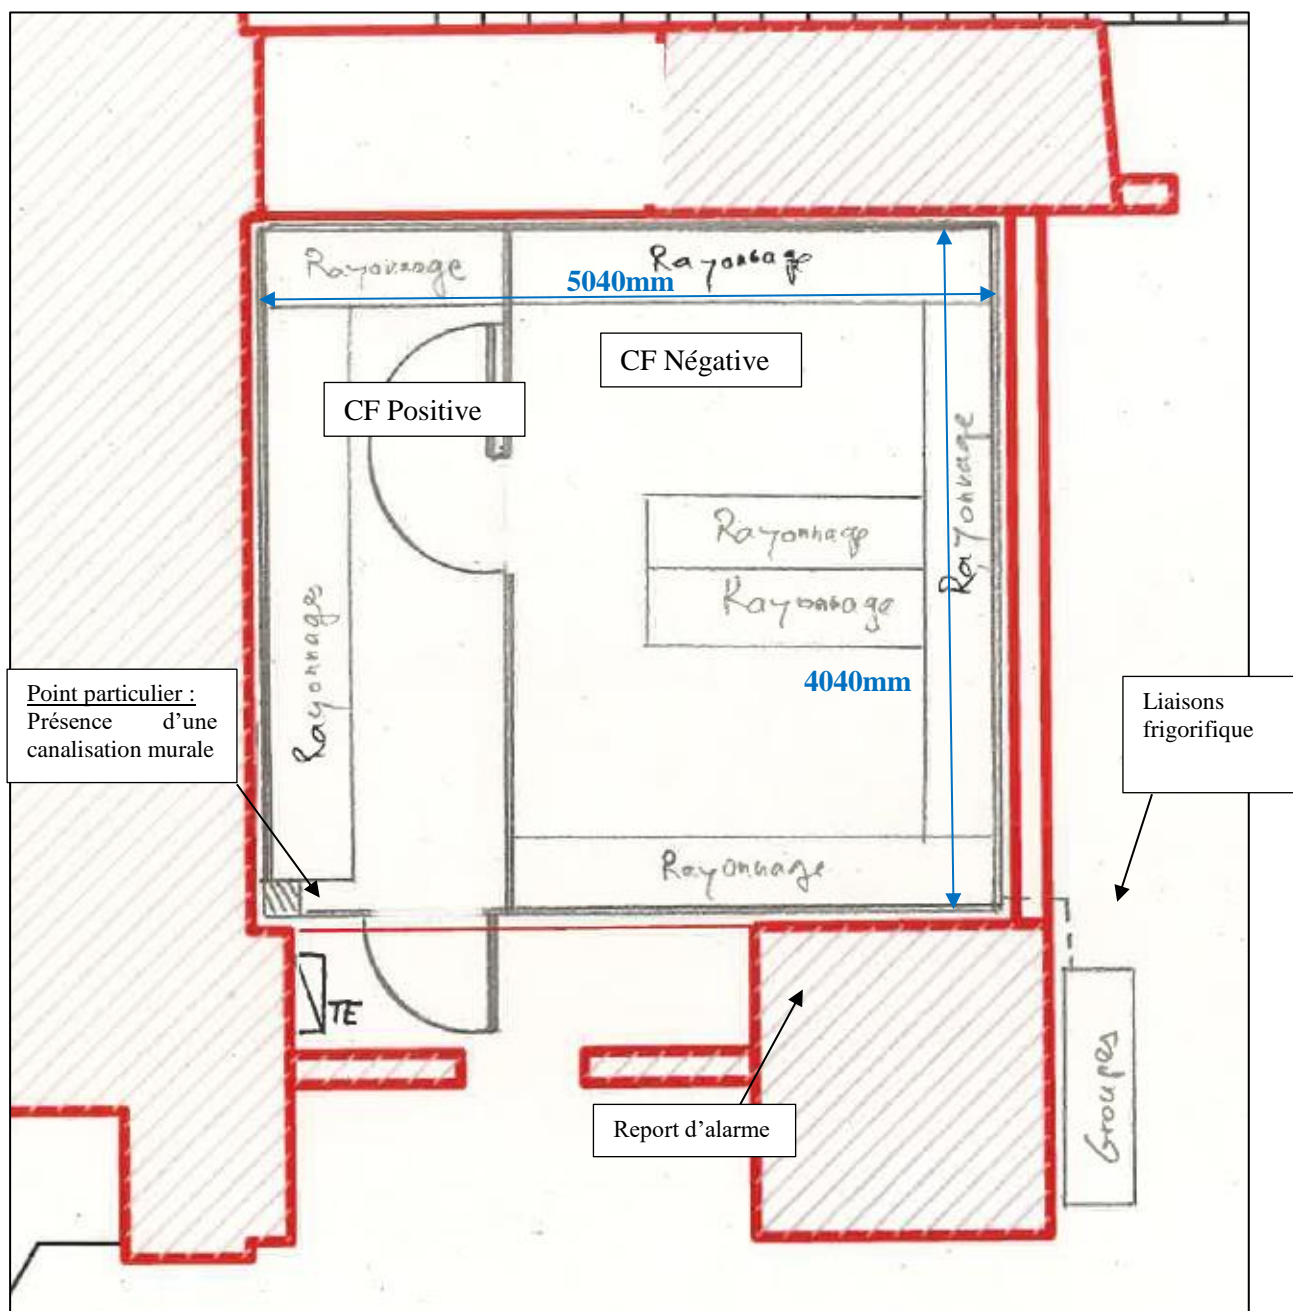 Rayonnage
Rayonnage
5040mm
CF Négative
CF Positive
Rayonnage
Rayonnage
Rayonnage
Rayonnages
4040mm
Point particulier :
Présence d'une
canalisation murale
Liaisons
frigorifique
Rayonnage
TE
Report d'alarme
Groupes